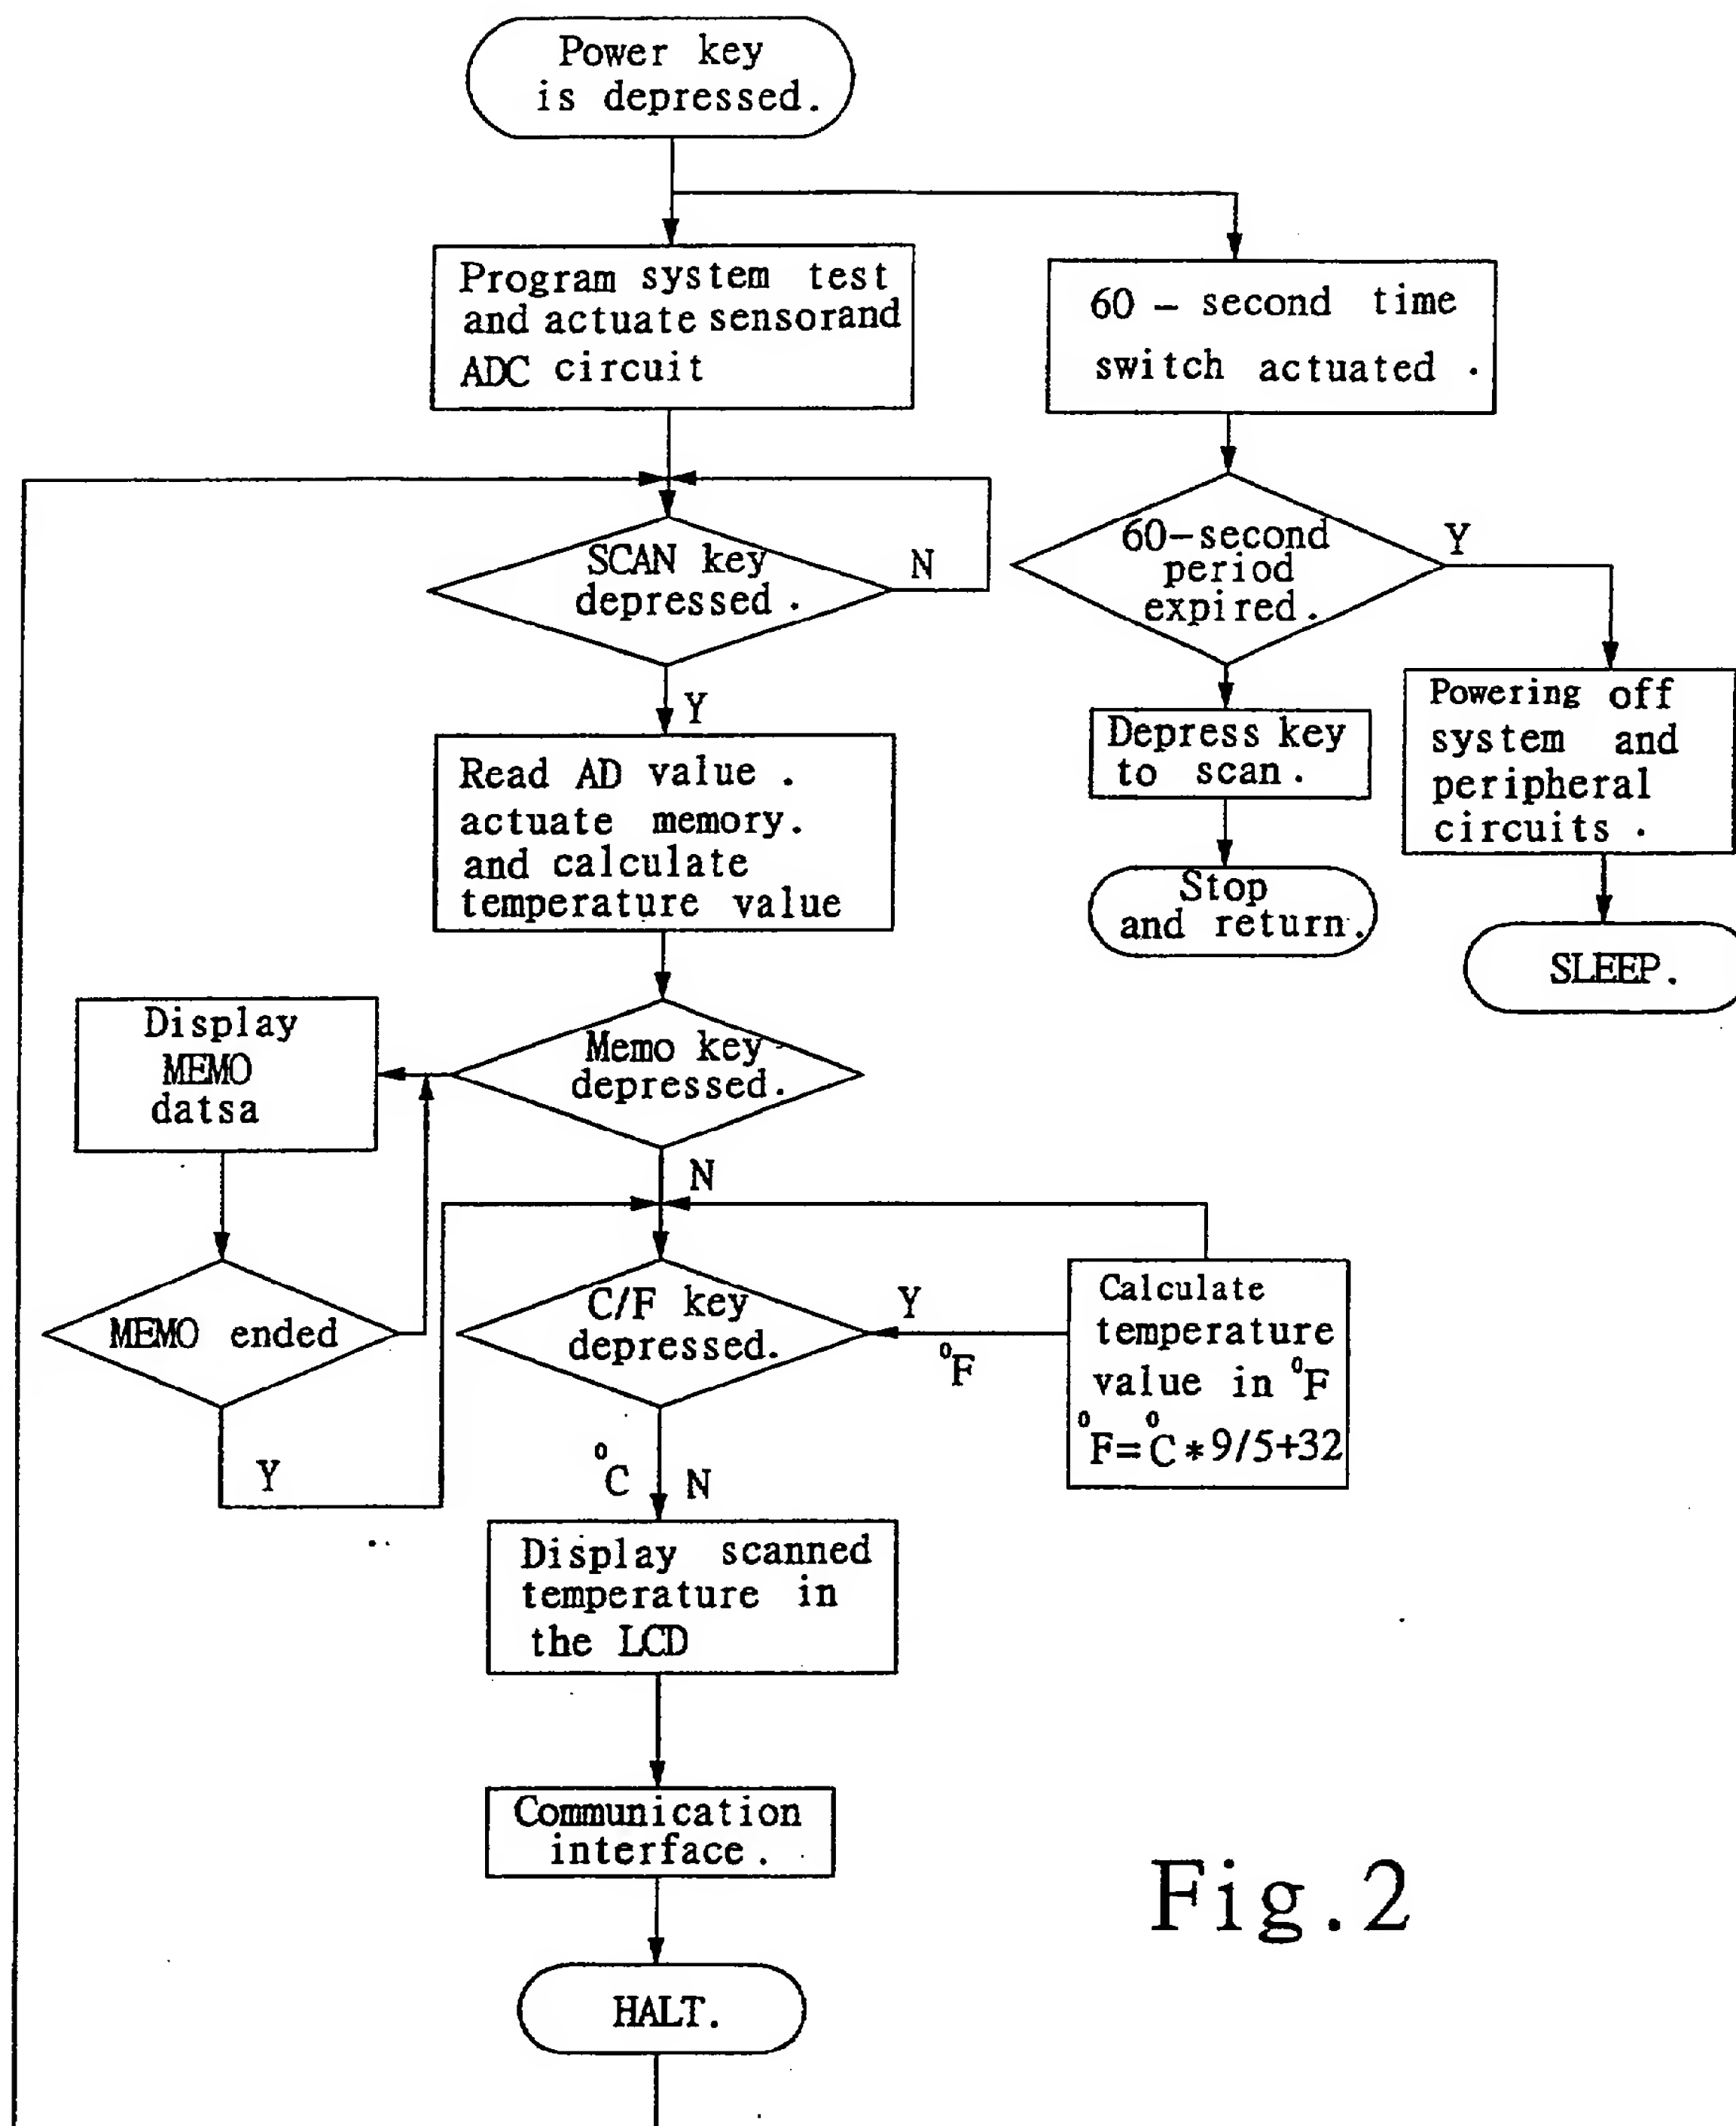 Power key
is depressed.
Program system test
and actuate sensorand
ADC circuit
60 - second time
switch actuated .
SCAN key
depressed .
N
60-second
period
expired.
Y
Y
Read AD value .
actuate memory.
and calculate
temperature value
Depress key
to scan.
Powering off
system and
peripheral
circuits .
Stop
and return.
SLEEP.
Display
MEMO
datsa
Memo key
depressed.
N
MEMO ended
Y
C/F key
depressed.
Y
°F
Calculate
temperature
value in °F
°F=°C*9/5+32
°C N
Display scanned
temperature in
the LCD
Communication
interface .
HALT.
Fig.2